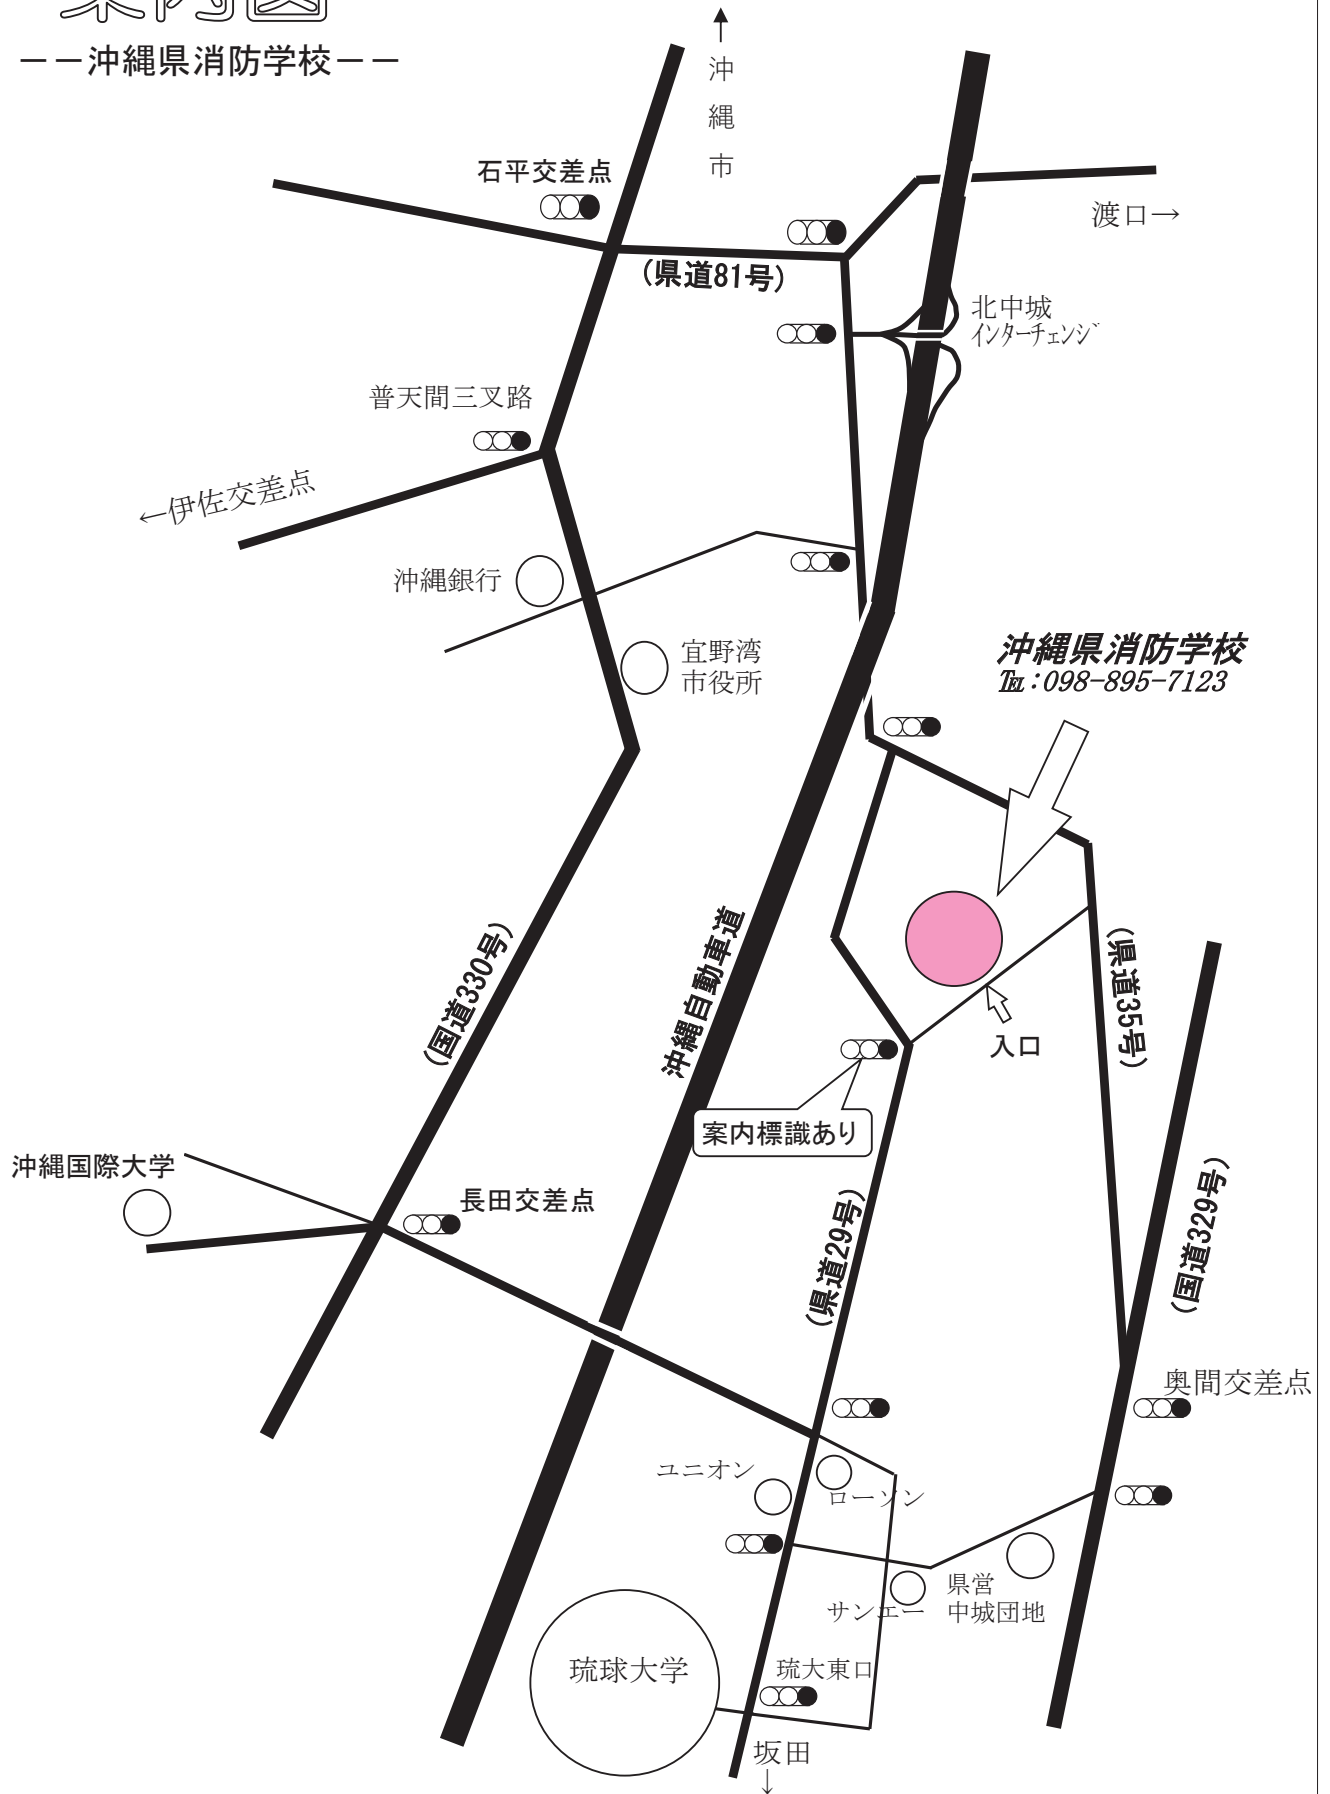 案内図
－－沖縄県消防学校－－
↑
沖縄市
石平交差点
渡口→
(県道81号)
北中城
インターチェンジ
普天間三叉路
←伊佐交差点
沖縄銀行
宜野湾
市役所
沖縄県消防学校
℡:098-895-7123
(国道330号)
沖縄自動車道
(県道35号)
入口
案内標識あり
沖縄国際大学
長田交差点
(県道29号)
(国道329号)
奥間交差点
ユニオン
ローソン
県営
中城団地
サンエー
琉球大学
琉大東口
坂田
↓